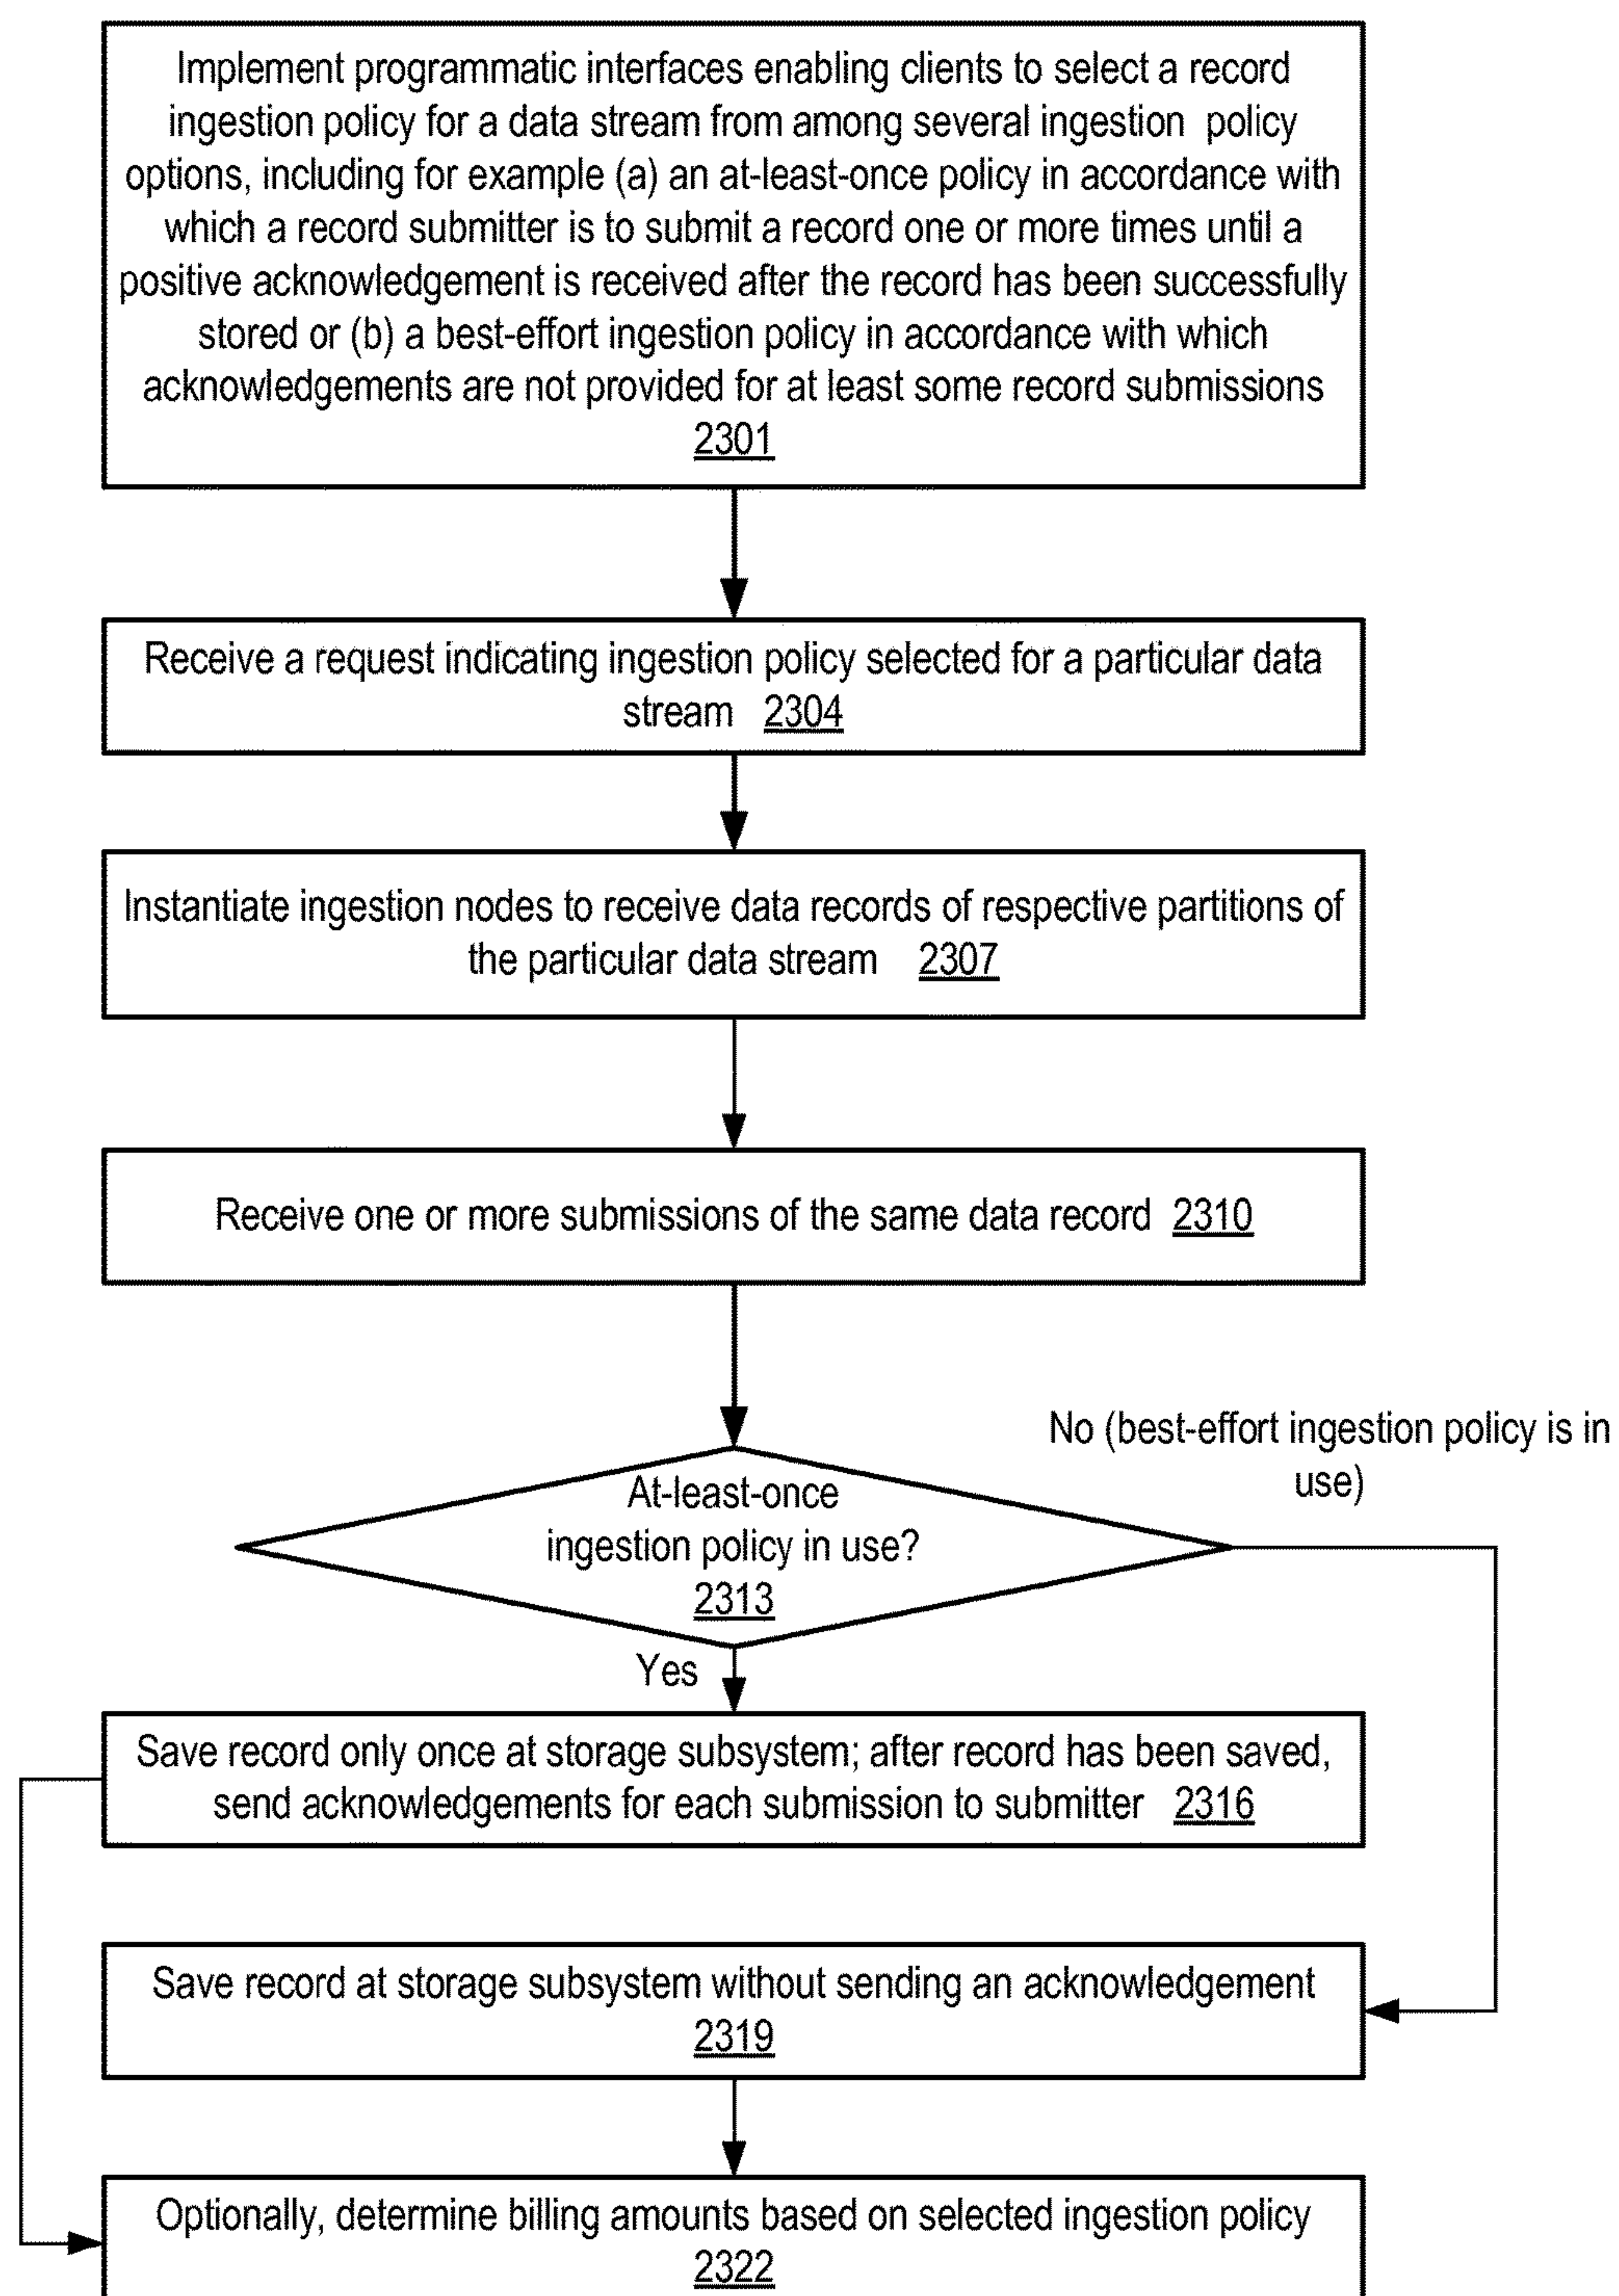 Implement programmatic interfaces enabling clients to select a record
ingestion policy for a data stream from among several ingestion policy
options, including for example (a) an at-least-once policy in accordance with
which a record submitter is to submit a record one or more times until a
positive acknowledgement is received after the record has been successfully
stored or (b) a best-effort ingestion policy in accordance with which
acknowledgements are not provided for at least some record submissions
2301
Receive a request indicating ingestion policy selected for a particular data
stream 2304
Instantiate ingestion nodes to receive data records of respective partitions of
the particular data stream 2307
Receive one or more submissions of the same data record 2310
No (best-effort ingestion policy is in
use)
At-least-once
ingestion policy in use?
2313
Yes
Save record only once at storage subsystem; after record has been saved,
send acknowledgements for each submission to submitter 2316
Save record at storage subsystem without sending an acknowledgement
2319
Optionally, determine billing amounts based on selected ingestion policy
2322